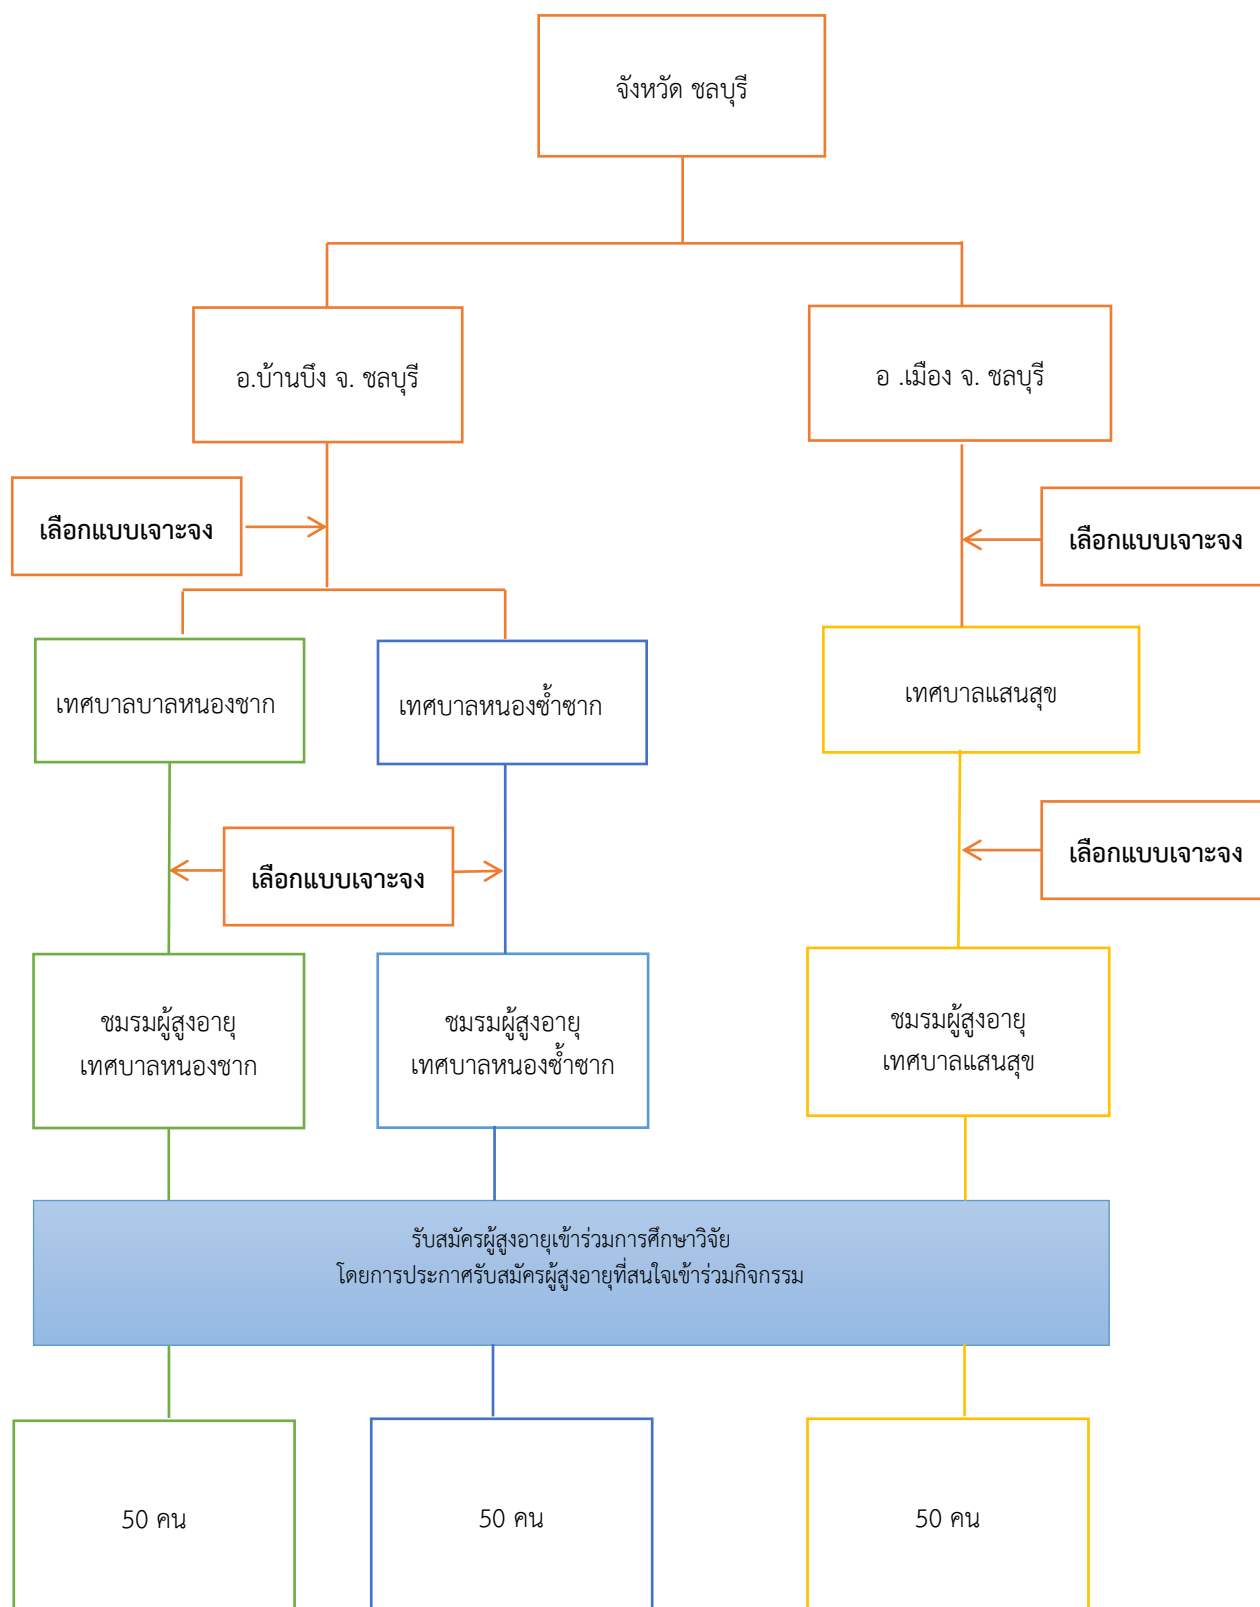 จังหวัด ชลบุรี
อ.บ้านบึง จ. ชลบุรี
อ .เมือง จ. ชลบุรี
เลือกแบบเจาะจง
เลือกแบบเจาะจง
เทศบาลบาลหนองชาก
เทศบาลหนองซ้ำซาก
เทศบาลแสนสุข
เลือกแบบเจาะจง
เลือกแบบเจาะจง
ชมรมผู้สูงอายุ
เทศบาลหนองชาก
ชมรมผู้สูงอายุ
เทศบาลหนองซ้ำซาก
ชมรมผู้สูงอายุ
เทศบาลแสนสุข
รับสมัครผู้สูงอายุเข้าร่วมการศึกษาวิจัย
โดยการประกาศรับสมัครผู้สูงอายุที่สนใจเข้าร่วมกิจกรรม
50 คน
50 คน
50 คน